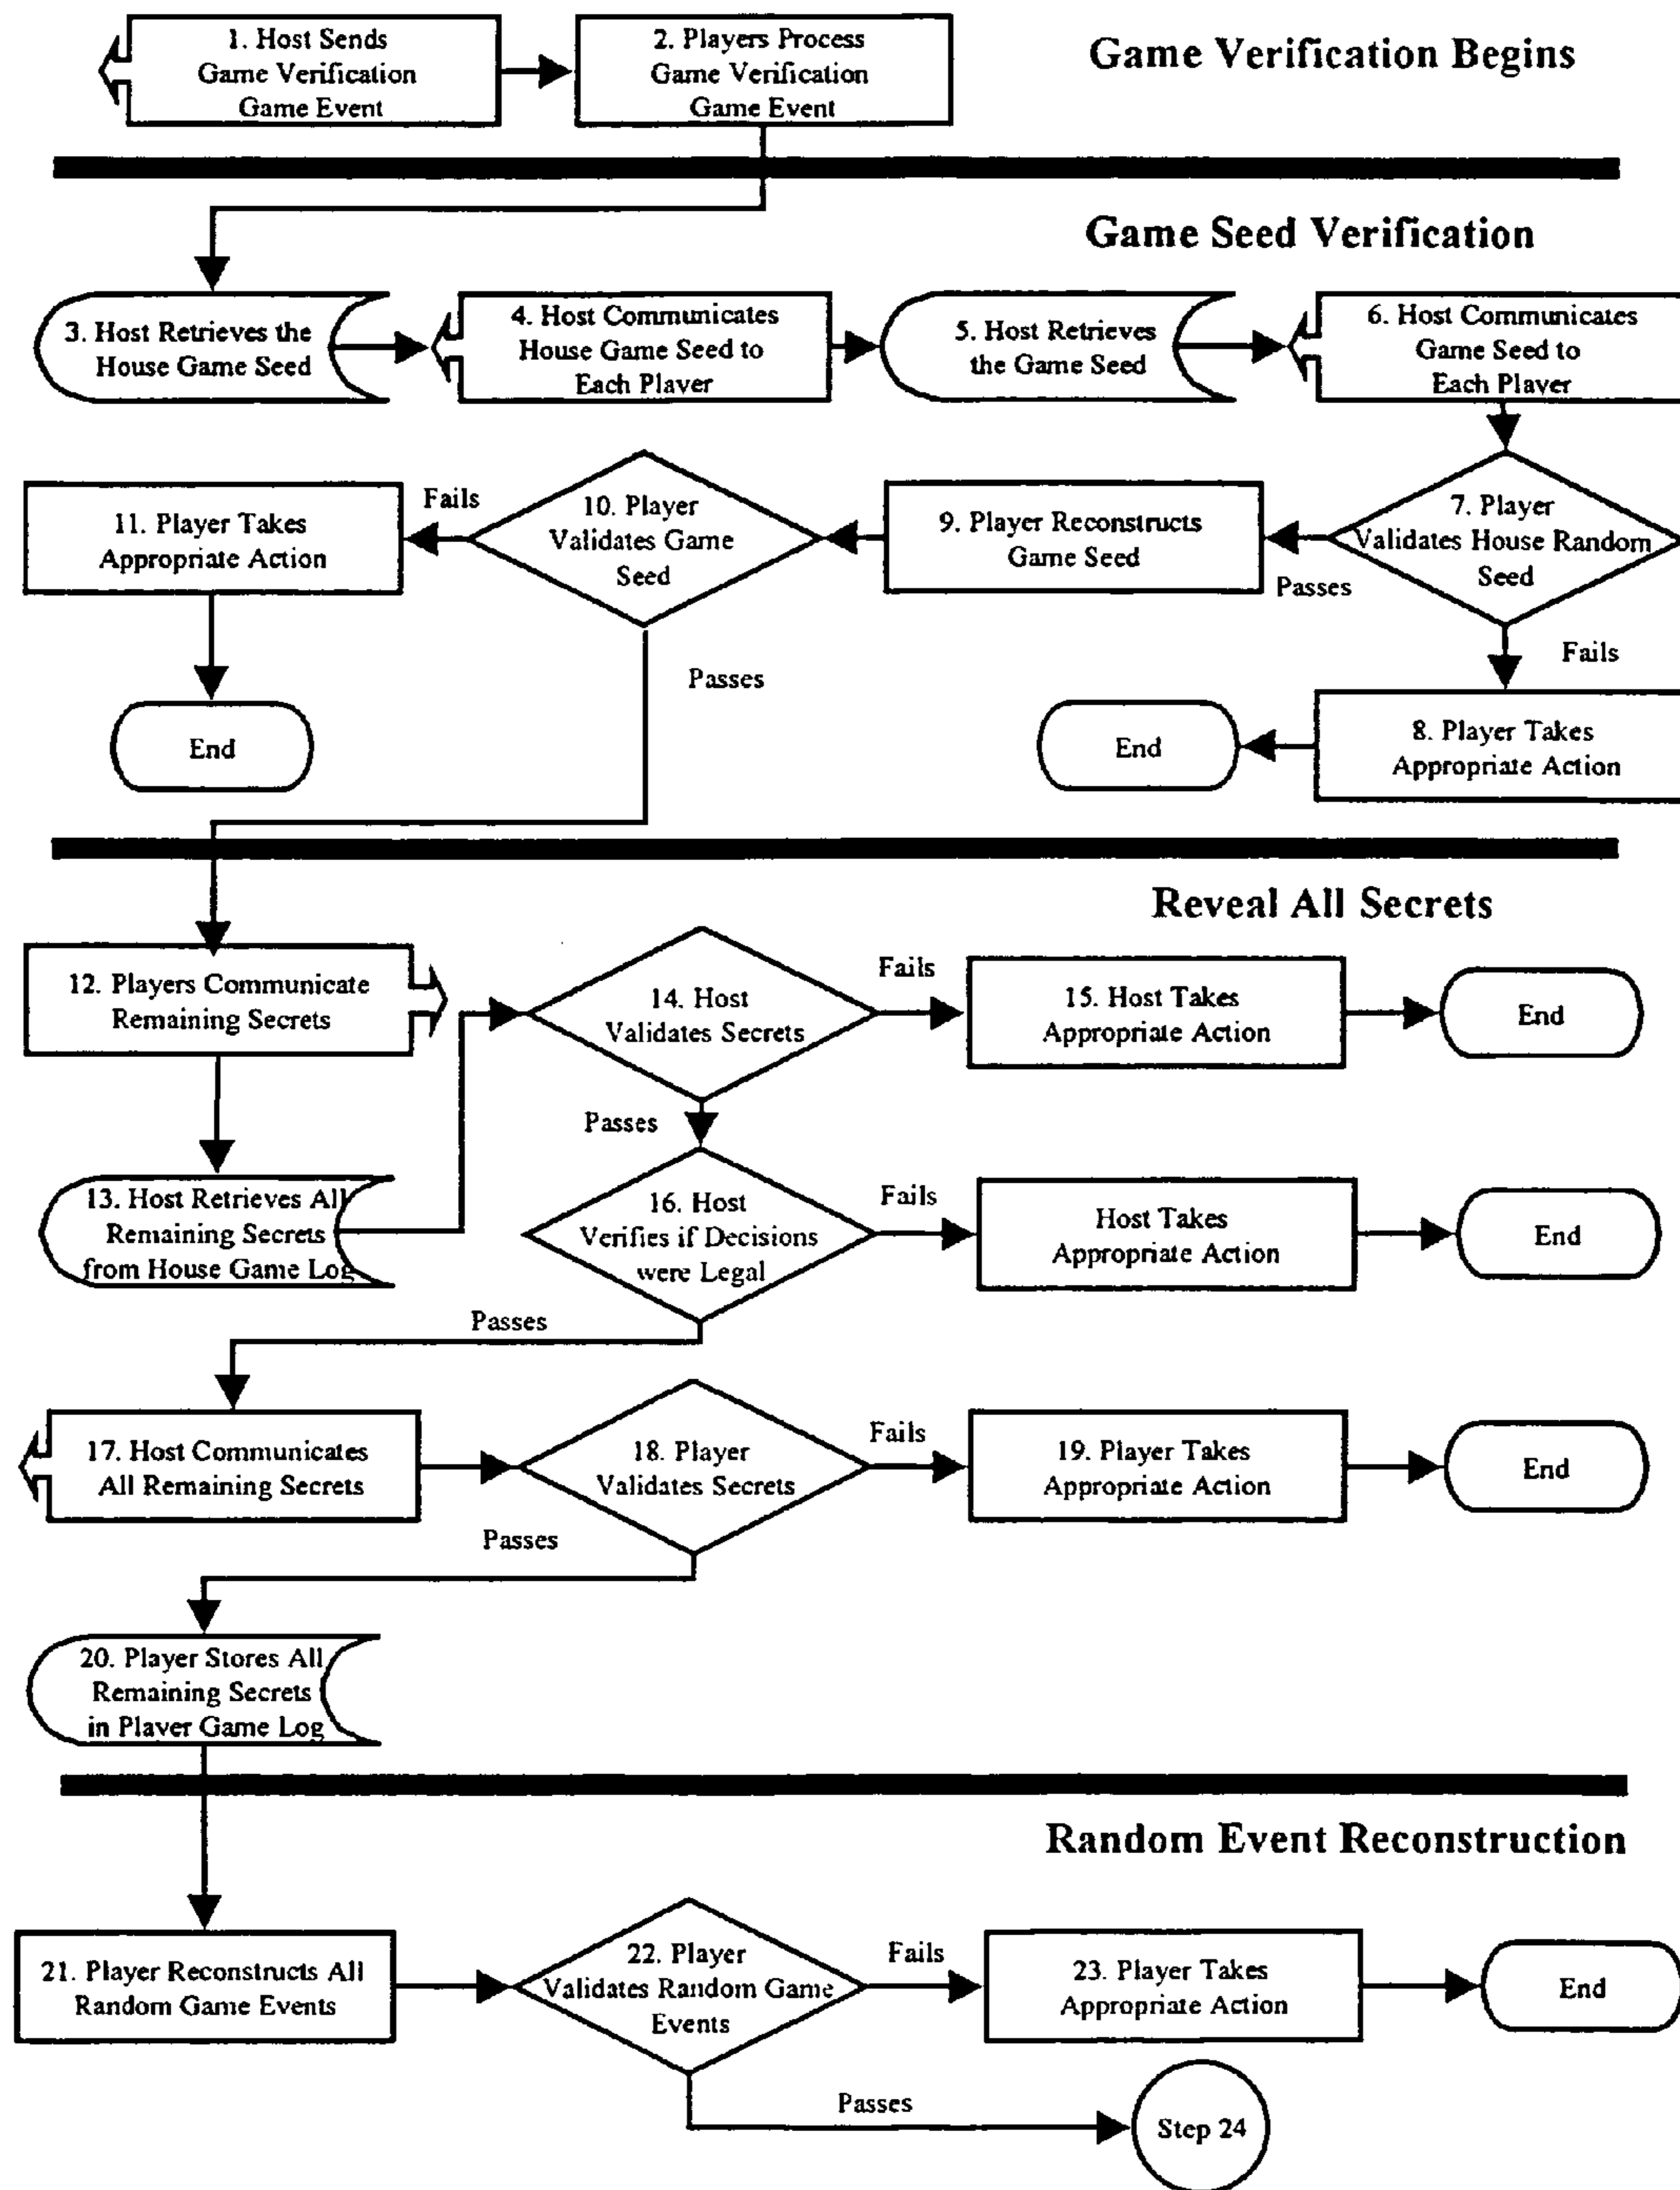 1. Host Sends
Game Verification
Game Event
2. Players Process
Game Verification
Game Event
Game Verification Begins
Game Seed Verification
3. Host Retrieves the
House Game Seed
4. Host Communicates
House Game Seed to
Each Player
5. Host Retrieves
the Game Seed
6. Host Communicates
Game Seed to
Each Player
11. Player Takes
Appropriate Action
Fails
10. Player
Validates Game
Seed
9. Player Reconstructs
Game Seed
Passes
7. Player
Validates House Random
Seed
Fails
Passes
End
End
8. Player Takes
Appropriate Action
Reveal All Secrets
12. Players Communicate
Remaining Secrets
14. Host
Validates Secrets
Fails
15. Host Takes
Appropriate Action
End
Passes
13. Host Retrieves All
Remaining Secrets
from House Game Log
16. Host
Verifies if Decisions
were Legal
Fails
Host Takes
Appropriate Action
End
Passes
17. Host Communicates
All Remaining Secrets
18. Player
Validates Secrets
Fails
19. Player Takes
Appropriate Action
End
Passes
20. Player Stores All
Remaining Secrets
in Player Game Log
Random Event Reconstruction
21. Player Reconstructs All
Random Game Events
22. Player
Validates Random Game
Events
Fails
23. Player Takes
Appropriate Action
End
Passes
Step 24